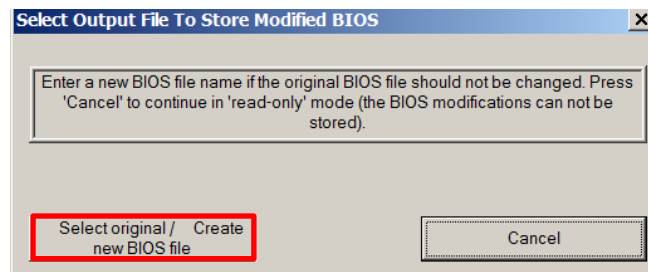 Select Output File To Store Modified BIOS
Enter a new BIOS file name if the original BIOS file should not be changed. Press
'Cancel' to continue in 'read-only' mode (the BIOS modifications can not be
stored).
Select original / Create
new BIOS file
Cancel